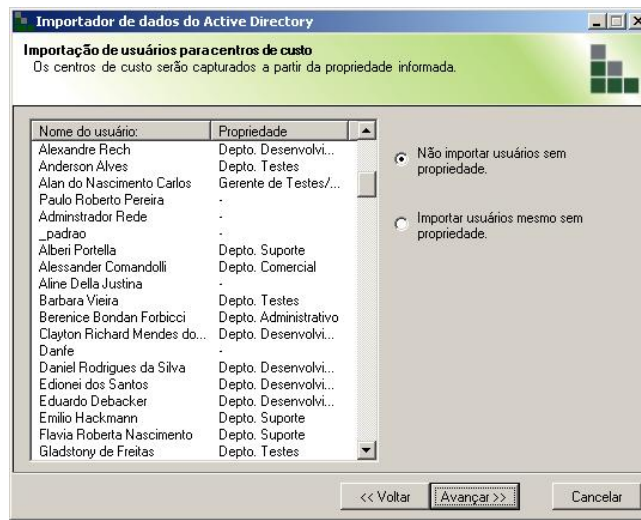 Importador de dados do Active Directory
Importação de usuários para centros de custo
Os centros de custo serão capturados a partir da propriedade informada.
Nome do usuário: Propriedade
Alexandre Rech Depto. Desenvolvi...
Anderson Alves Depto. Testes
Alan do Nascimento Carlos Gerente de Testes/...
Paulo Roberto Pereira -
Adminstrador Rede -
_padrao -
Alberi Portella Depto. Suporte
Alessander Comandolli Depto. Comercial
Aline Della Justina -
Barbara Vieira Depto. Testes
Berenice Bondan Forbicci Depto. Administrativo
Clayton Richard Mendes do... Depto. Desenvolvi...
Danfe -
Daniel Rodrigues da Silva Depto. Desenvolvi...
Edionei dos Santos Depto. Desenvolvi...
Eduardo Debacker Depto. Desenvolvi...
Emilio Hackmann Depto. Suporte
Flavia Roberta Nascimento Depto. Suporte
Gladstony de Freitas Depto. Testes
Não importar usuários sem
propriedade.
Importar usuários mesmo sem
propriedade.
<< Voltar Avançar >> Cancelar